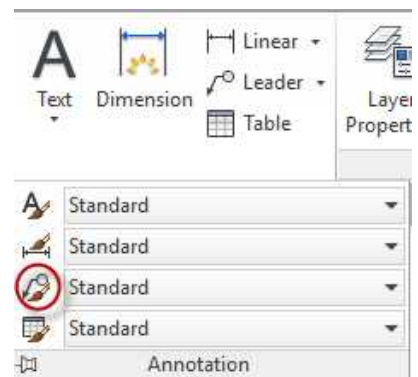 A
Text
Dimension
Linear
Leader
Table
Layer
Propert
A Standard
Standard
Standard
Standard
Annotation